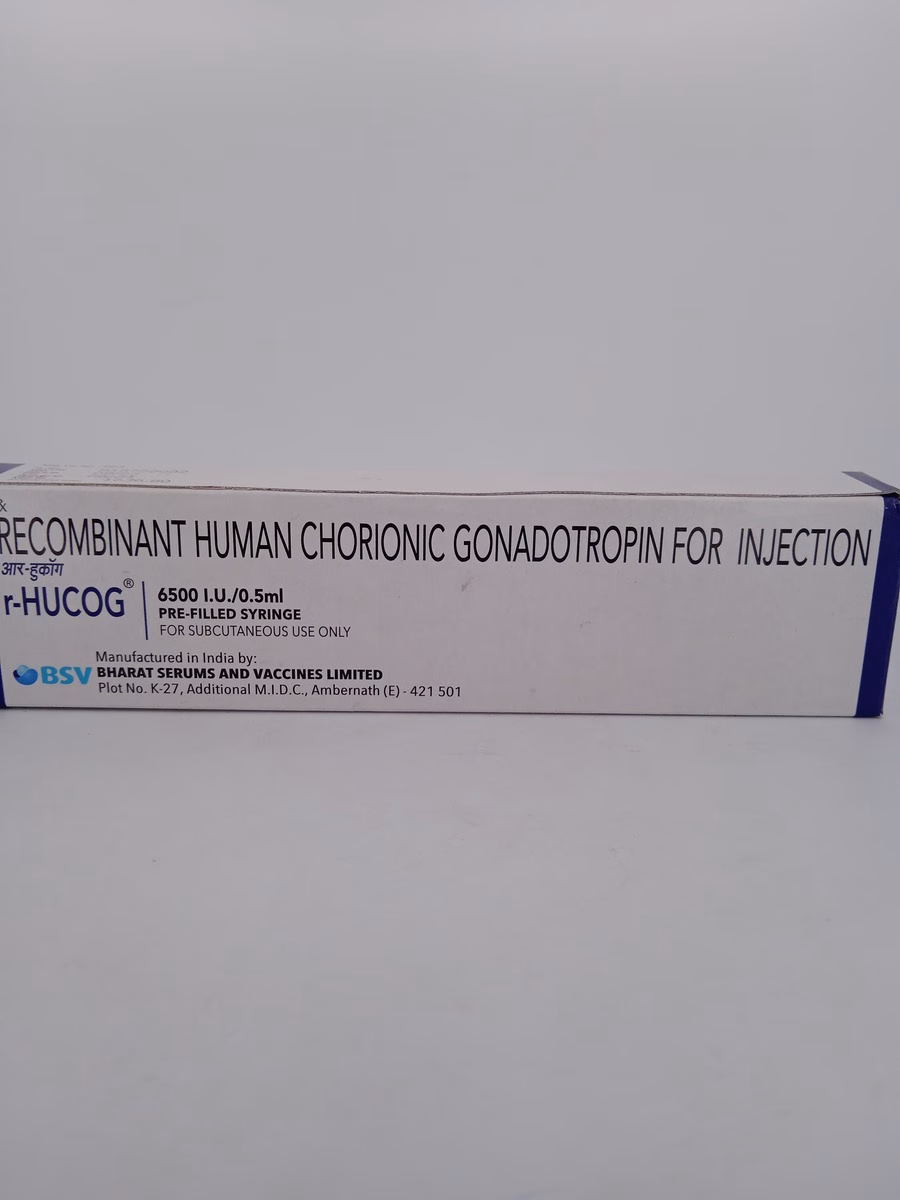 RECOMBINANT HUMAN CHORIONIC GONADOTROPIN FOR INJECTION
आर-हुकॉग
r-HUCOG®
6500 I.U./0.5ml
PRE-FILLED SYRINGE
FOR SUBCUTANEOUS USE ONLY
Manufactured in India by:
BSV BHARAT SERUMS AND VACCINES LIMITED
Plot No. K-27, Additional M.I.D.C., Ambernath (E) - 421 501